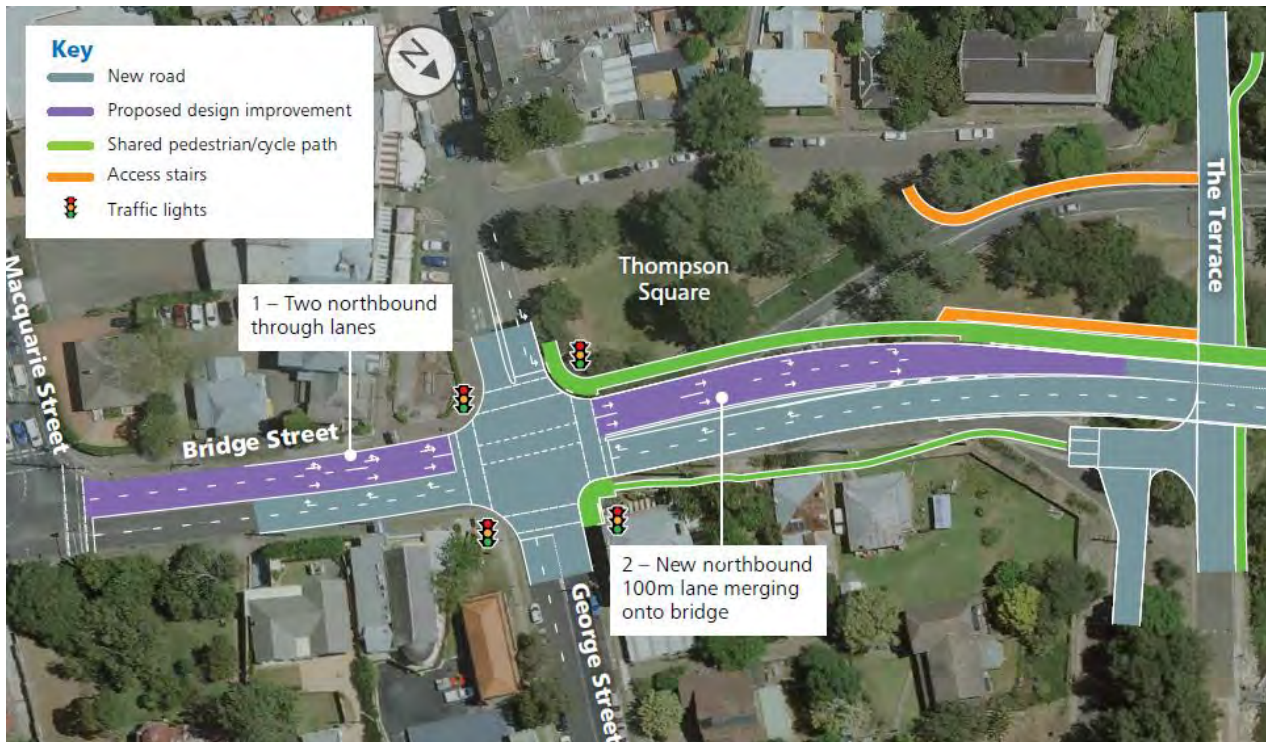 Key
New road
Proposed design improvement
Shared pedestrian/cycle path
Access stairs
Traffic lights
N
Macquarie Street
1 – Two northbound
through lanes
Bridge Street
Thompson
Square
The Terrace
2 – New northbound
100m lane merging
onto bridge
George Street